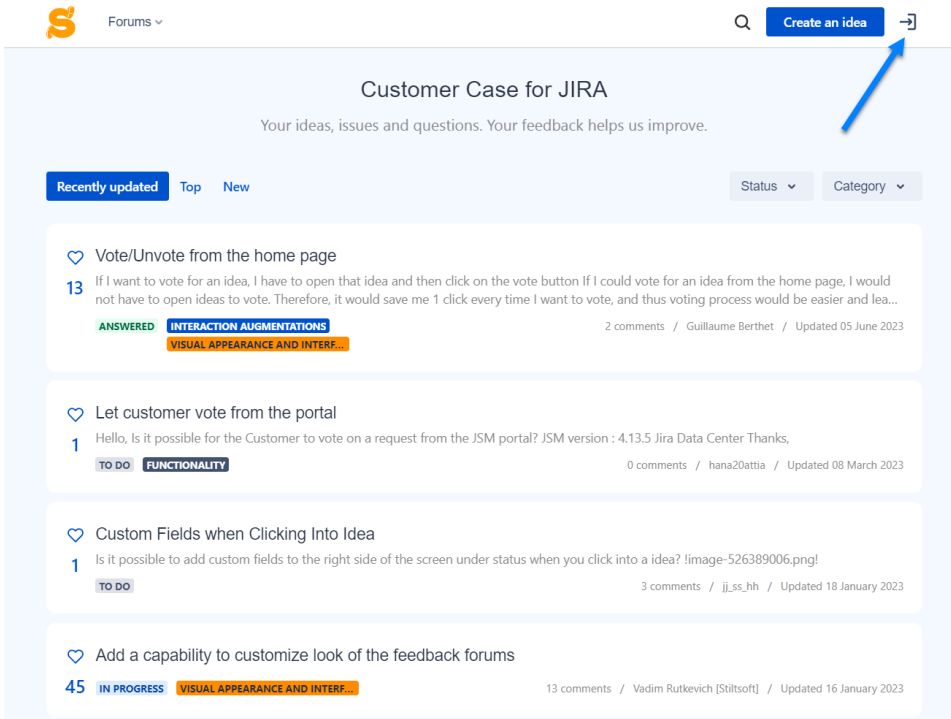 Forums
Create an idea
Customer Case for JIRA
Your ideas, issues and questions. Your feedback helps us improve.
Recently updated Top New Status Category
Vote/Unvote from the home page
13 If I want to vote for an idea, I have to open that idea and then click on the vote button If I could vote for an idea from the home page, I would
not have to open ideas to vote. Therefore, it would save me 1 click every time I want to vote, and thus voting process would be easier and lea...
ANSWERED INTERACTION AUGMENTATIONS 2 comments / Guillaume Berthet / Updated 05 June 2023
VISUAL APPEARANCE AND INTERF...
Let customer vote from the portal
1 Hello, Is it possible for the Customer to vote on a request from the JSM portal? JSM version : 4.13.5 Jira Data Center Thanks,
TO DO FUNCTIONALITY 0 comments / hana20attia / Updated 08 March 2023
Custom Fields when Clicking Into Idea
1 Is it possible to add custom fields to the right side of the screen under status when you click into a idea? !image-526389006.png!
TO DO 3 comments / jj_ss_hh / Updated 18 January 2023
Add a capability to customize look of the feedback forums
45 IN PROGRESS VISUAL APPEARANCE AND INTERF... 13 comments / Vadim Rutkevich [Stiltsoft] / Updated 16 January 2023